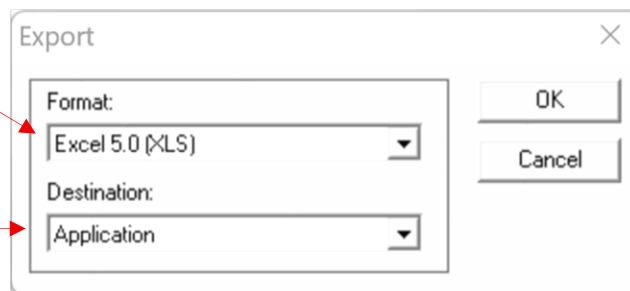 Export
Format:
OK
Excel 5.0 (XLS)
Cancel
Destination:
Application